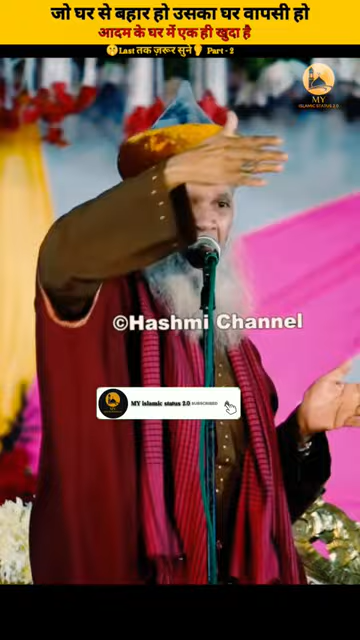 जो घर से बहार हो उसका घर वापसी हो
आदम के घर में एक ही खुदा है
🤫Last तक ज़रूर सुने👇 Part - 2
MY
ISLAMIC STATUS 2.0
©Hashmi Channel
MY islamic status 2.0 SUBSCRIBERS